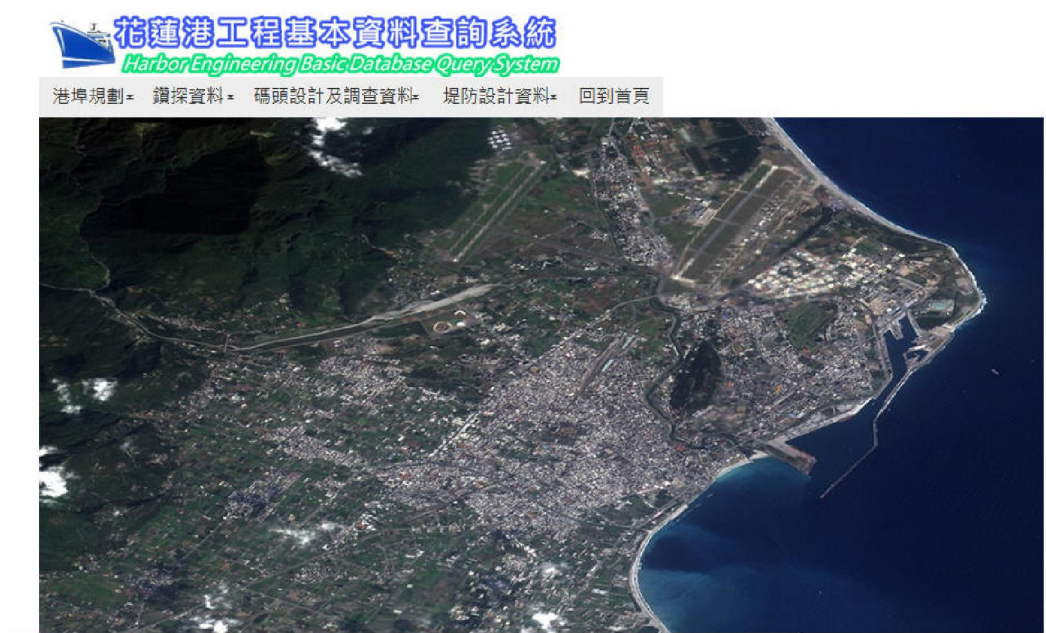 花蓮港工程基本資料查詢系統
Harbor Engineering Basic Database Query System
港埠規劃 鑽探資料 碼頭設計及調查資料 堤防設計資料 回到首頁